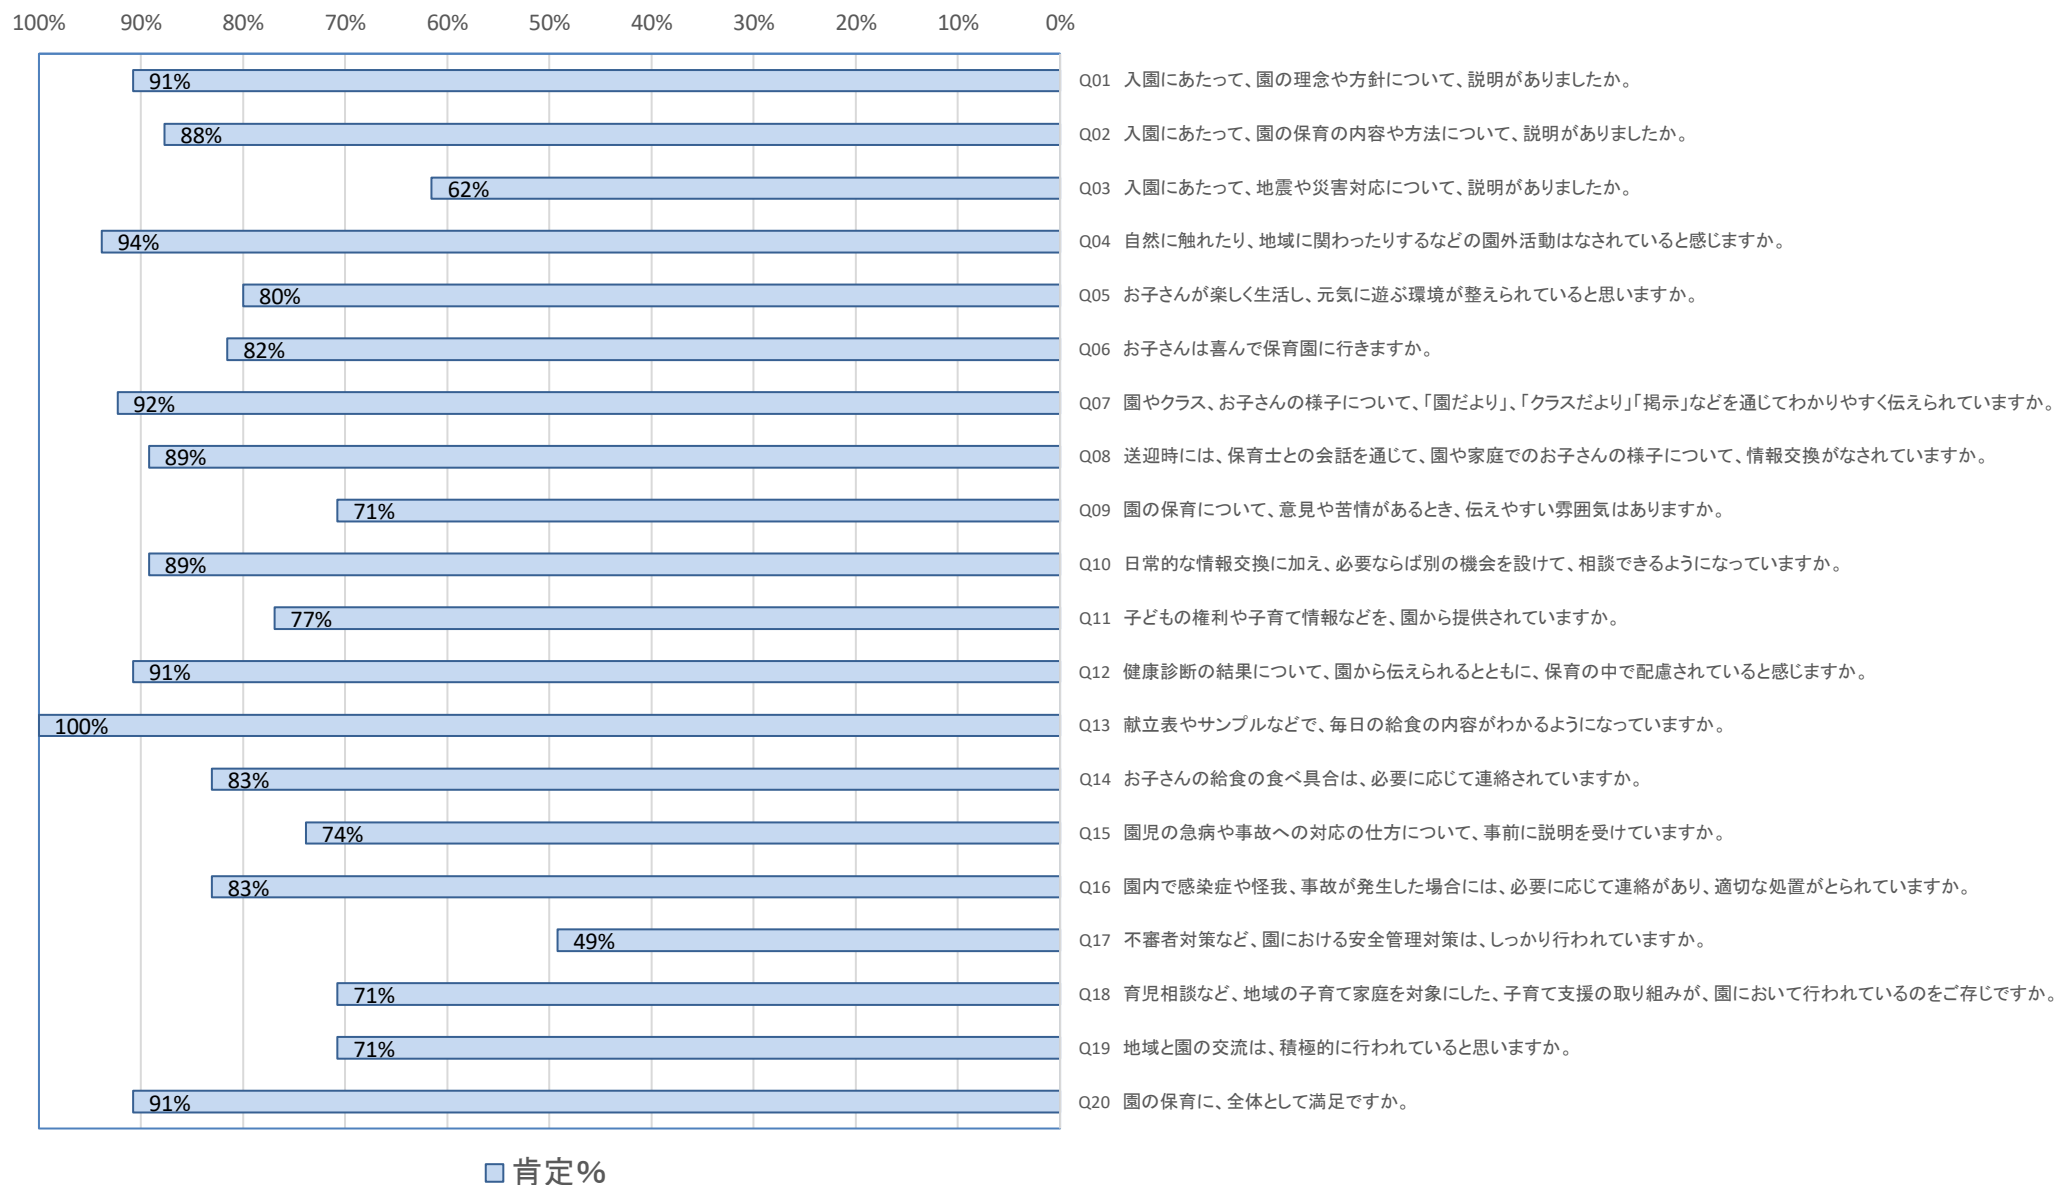 100% 90% 80% 70% 60% 50% 40% 30% 20% 10% 0%
91% Q01 入園にあたって、園の理念や方針について、説明がありましたか。
88% Q02 入園にあたって、園の保育の内容や方法について、説明がありましたか。
62% Q03 入園にあたって、地震や災害対応について、説明がありましたか。
94% Q04 自然に触れたり、地域に関わったりするなどの園外活動はなされていると感じますか。
80% Q05 お子さんが楽しく生活し、元気に遊ぶ環境が整えられていると思いますか。
82% Q06 お子さんは喜んで保育園に行きますか。
92% Q07 園やクラス、お子さんの様子について、「園だより」、「クラスだより」「掲示」などを通じてわかりやすく伝えられていますか。
89% Q08 送迎時には、保育士との会話を通じて、園や家庭でのお子さんの様子について、情報交換がなされていますか。
71% Q09 園の保育について、意見や苦情があるとき、伝えやすい雰囲気はありますか。
89% Q10 日常的な情報交換に加え、必要ならば別の機会を設けて、相談できるようになっていますか。
77% Q11 子どもの権利や子育て情報などを、園から提供されていますか。
91% Q12 健康診断の結果について、園から伝えられるとともに、保育の中で配慮されていると感じますか。
100% Q13 献立表やサンプルなどで、毎日の給食の内容がわかるようになっていますか。
83% Q14 お子さんの給食の食べ具合は、必要に応じて連絡されていますか。
74% Q15 園児の急病や事故への対応の仕方について、事前に説明を受けていますか。
83% Q16 園内で感染症や怪我、事故が発生した場合には、必要に応じて連絡があり、適切な処置がとられていますか。
49% Q17 不審者対策など、園における安全管理対策は、しっかり行われていますか。
71% Q18 育児相談など、地域の子育て家庭を対象にした、子育て支援の取り組みが、園において行われているのをご存じですか。
71% Q19 地域と園の交流は、積極的に行われていると思いますか。
91% Q20 園の保育に、全体として満足ですか。
肯定%